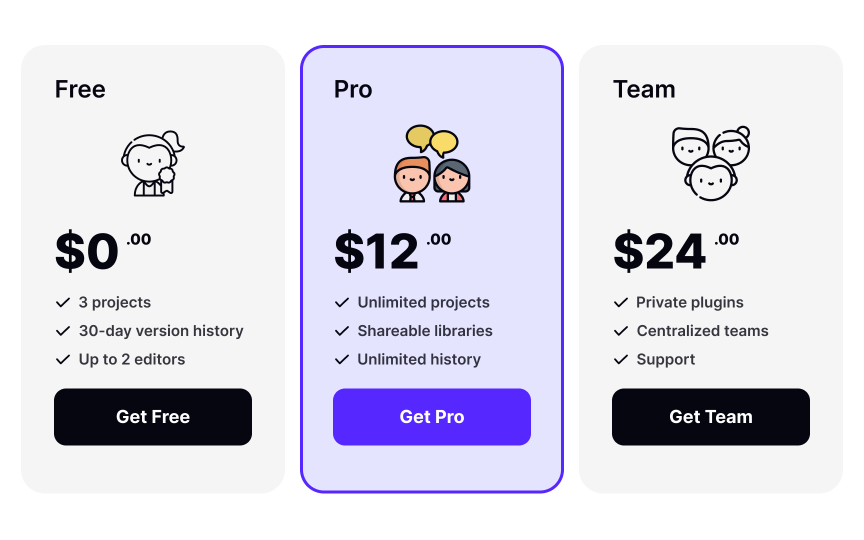 Free
$0 .00
3 projects
30-day version history
Up to 2 editors
Get Free
Pro
$12 .00
Unlimited projects
Shareable libraries
Unlimited history
Get Pro
Team
$24 .00
Private plugins
Centralized teams
Support
Get Team